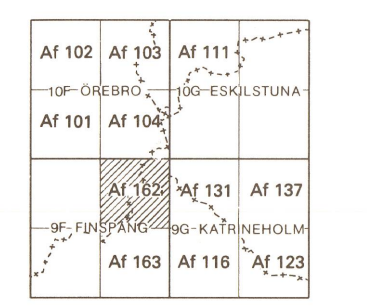 Af 102 Af 103 Af 111
10F ÖREBRO 10G ESKILSTUNA
Af 101 Af 104
Af 162 Af 131 Af 137
9F FINSPÅNG 9G KATRINEHOLM
Af 163 Af 116 Af 123